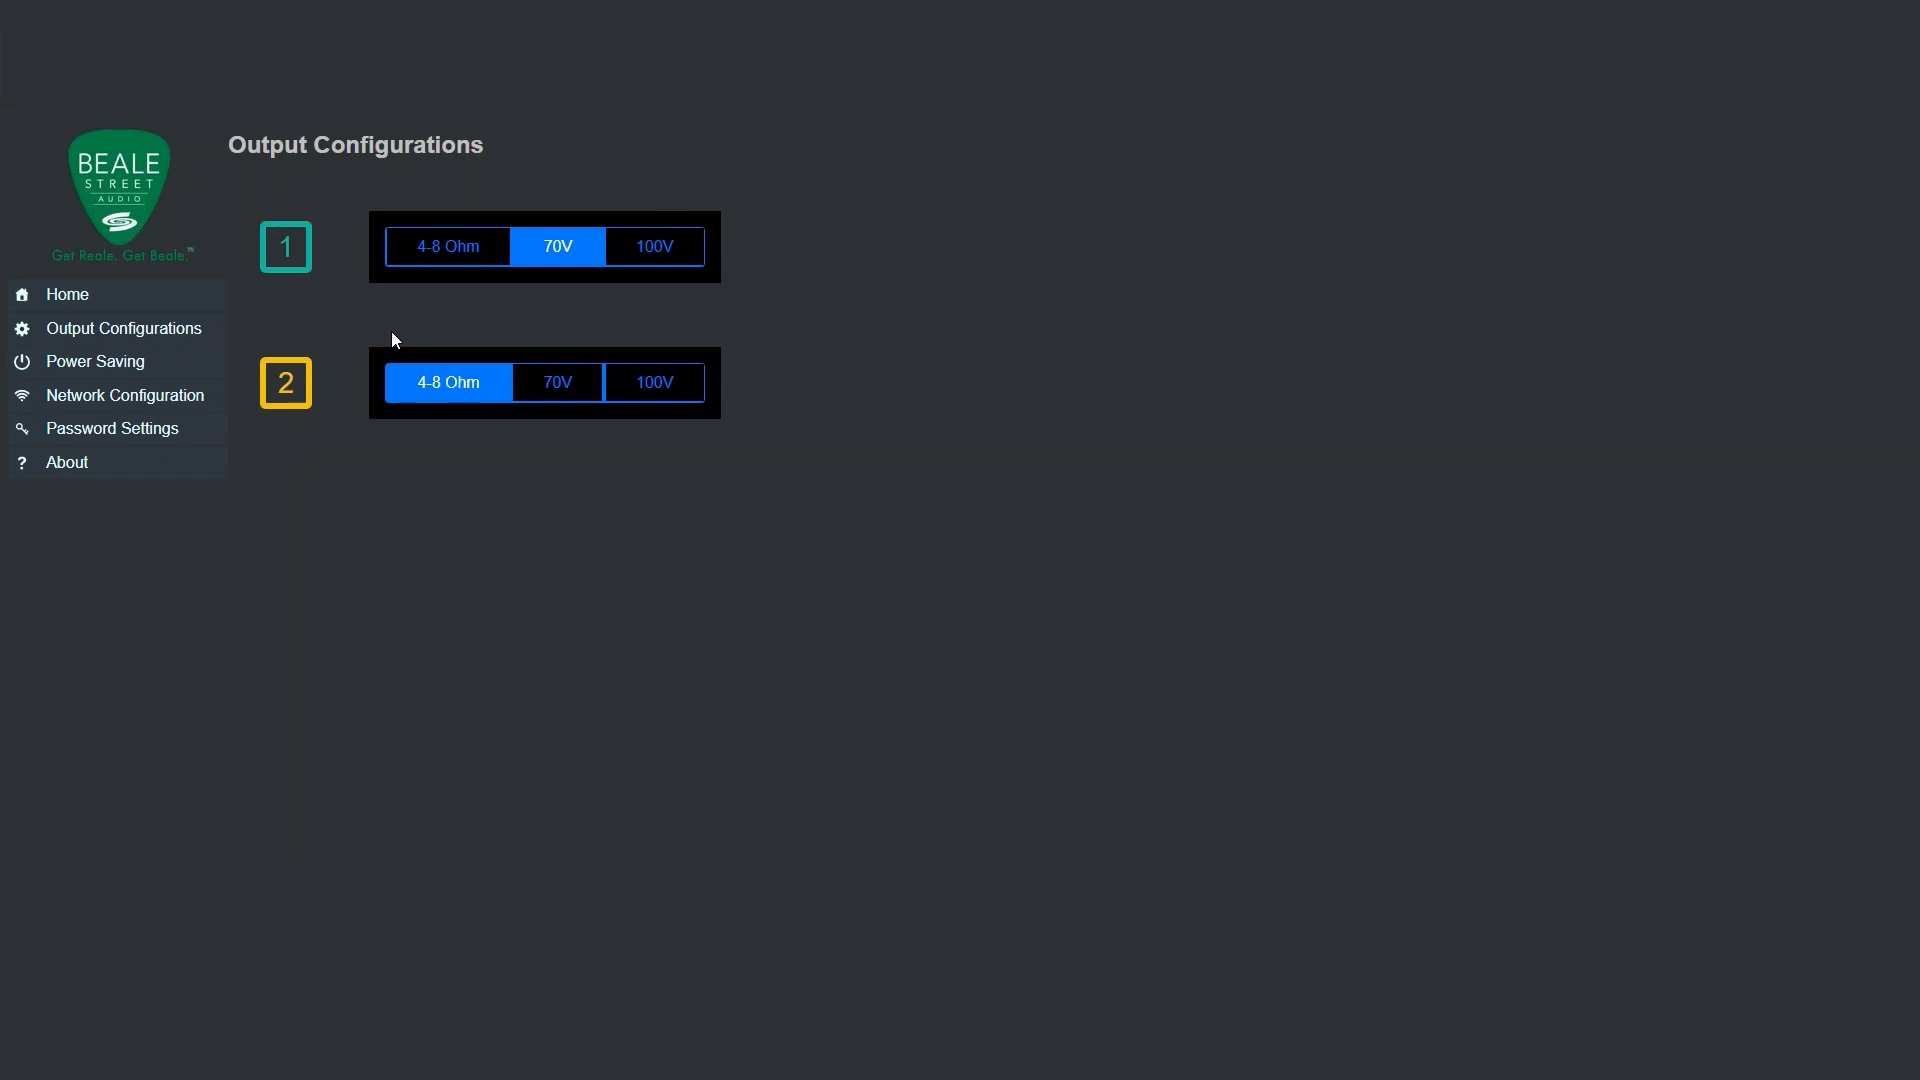 BEALE
STREET
AUDIO
Get Reale. Get Beale.™
Output Configurations
1
4-8 Ohm 70V 100V
2
4-8 Ohm 70V 100V
Home
Output Configurations
Power Saving
Network Configuration
Password Settings
About